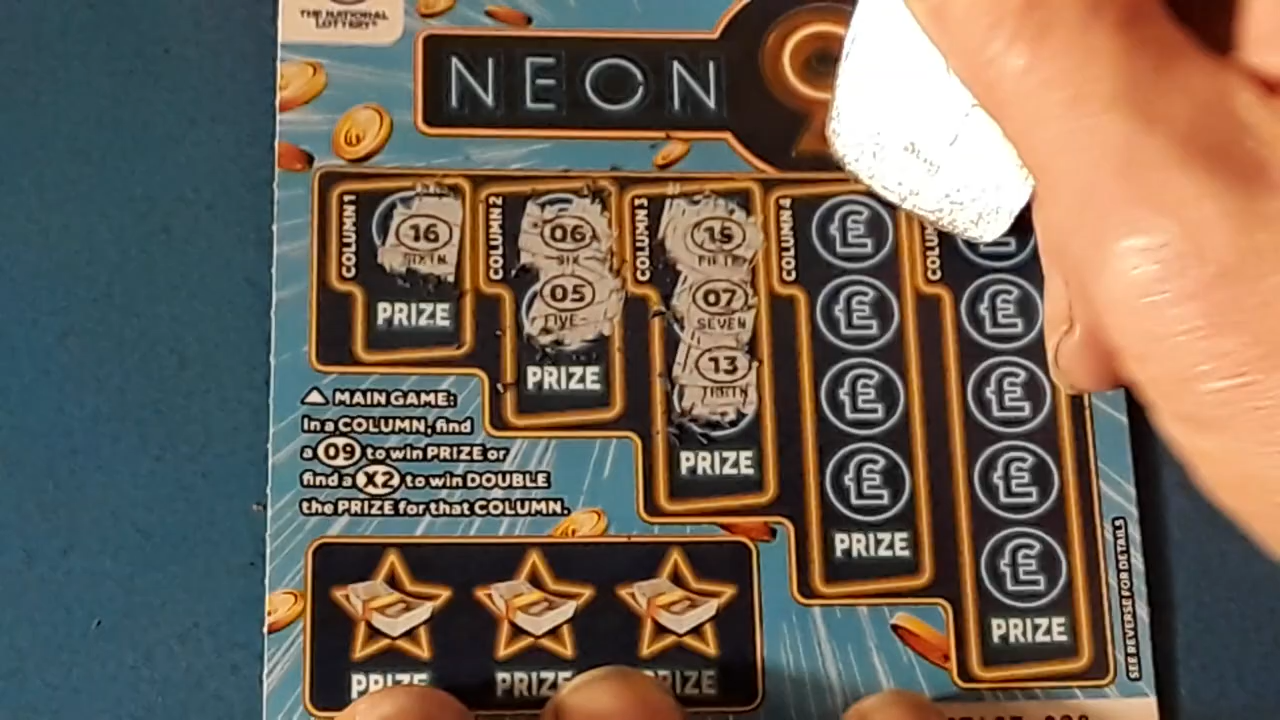 THE NATIONAL
LOTTERY®
NEON 9
COLUMN 1
16
SIXTN
PRIZE
COLUMN 2
06
SIX
05
FIVE
PRIZE
COLUMN 3
15
FIFTN
07
SEVEN
13
PRIZE
COLUMN 4
£
£
£
£
PRIZE
£
£
£
£
PRIZE
MAIN GAME:
In a COLUMN, find
a 09 to win PRIZE or
find a X2 to win DOUBLE
the PRIZE for that COLUMN.
PRIZE PRIZE PRIZE
SEE REVERSE FOR DETAILS